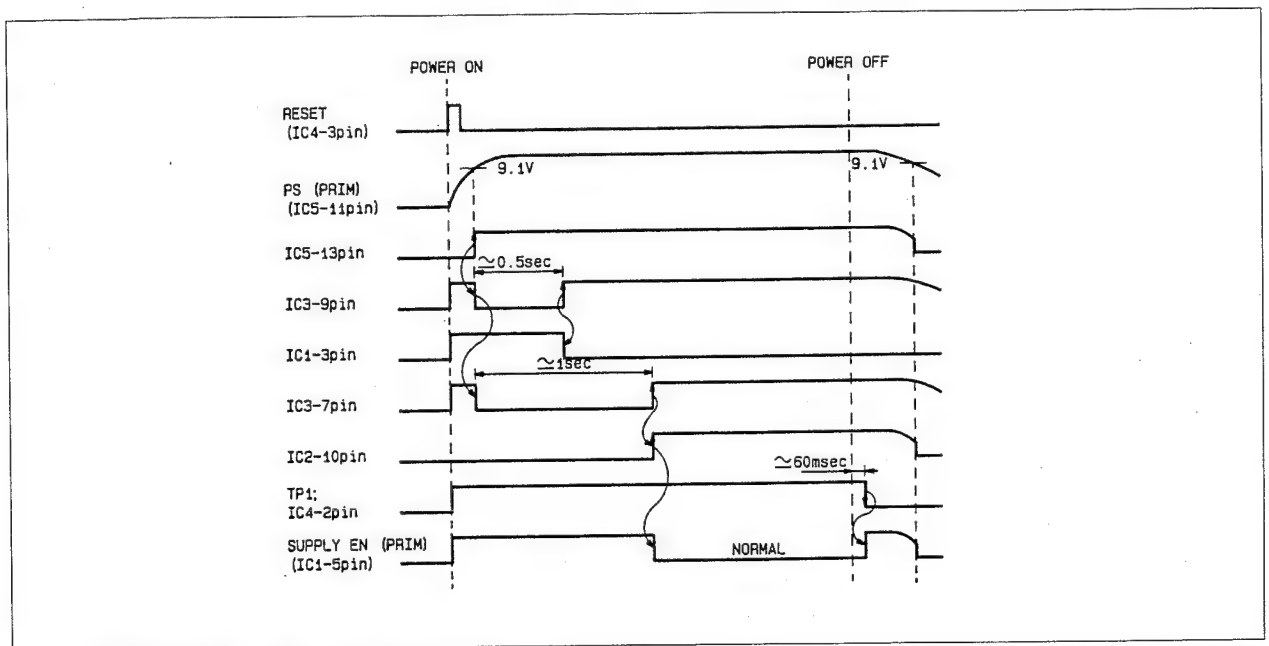 POWER ON
POWER OFF
RESET
(IC4-3pin)
9.1V
9.1V
PS (PRIM)
(IC5-11pin)
IC5-13pin
≃0.5sec
IC3-9pin
IC1-3pin
≃1sec
IC3-7pin
IC2-10pin
≃60msec
TP1;
IC4-2pin
SUPPLY EN (PRIM)
(IC1-5pin)
NORMAL